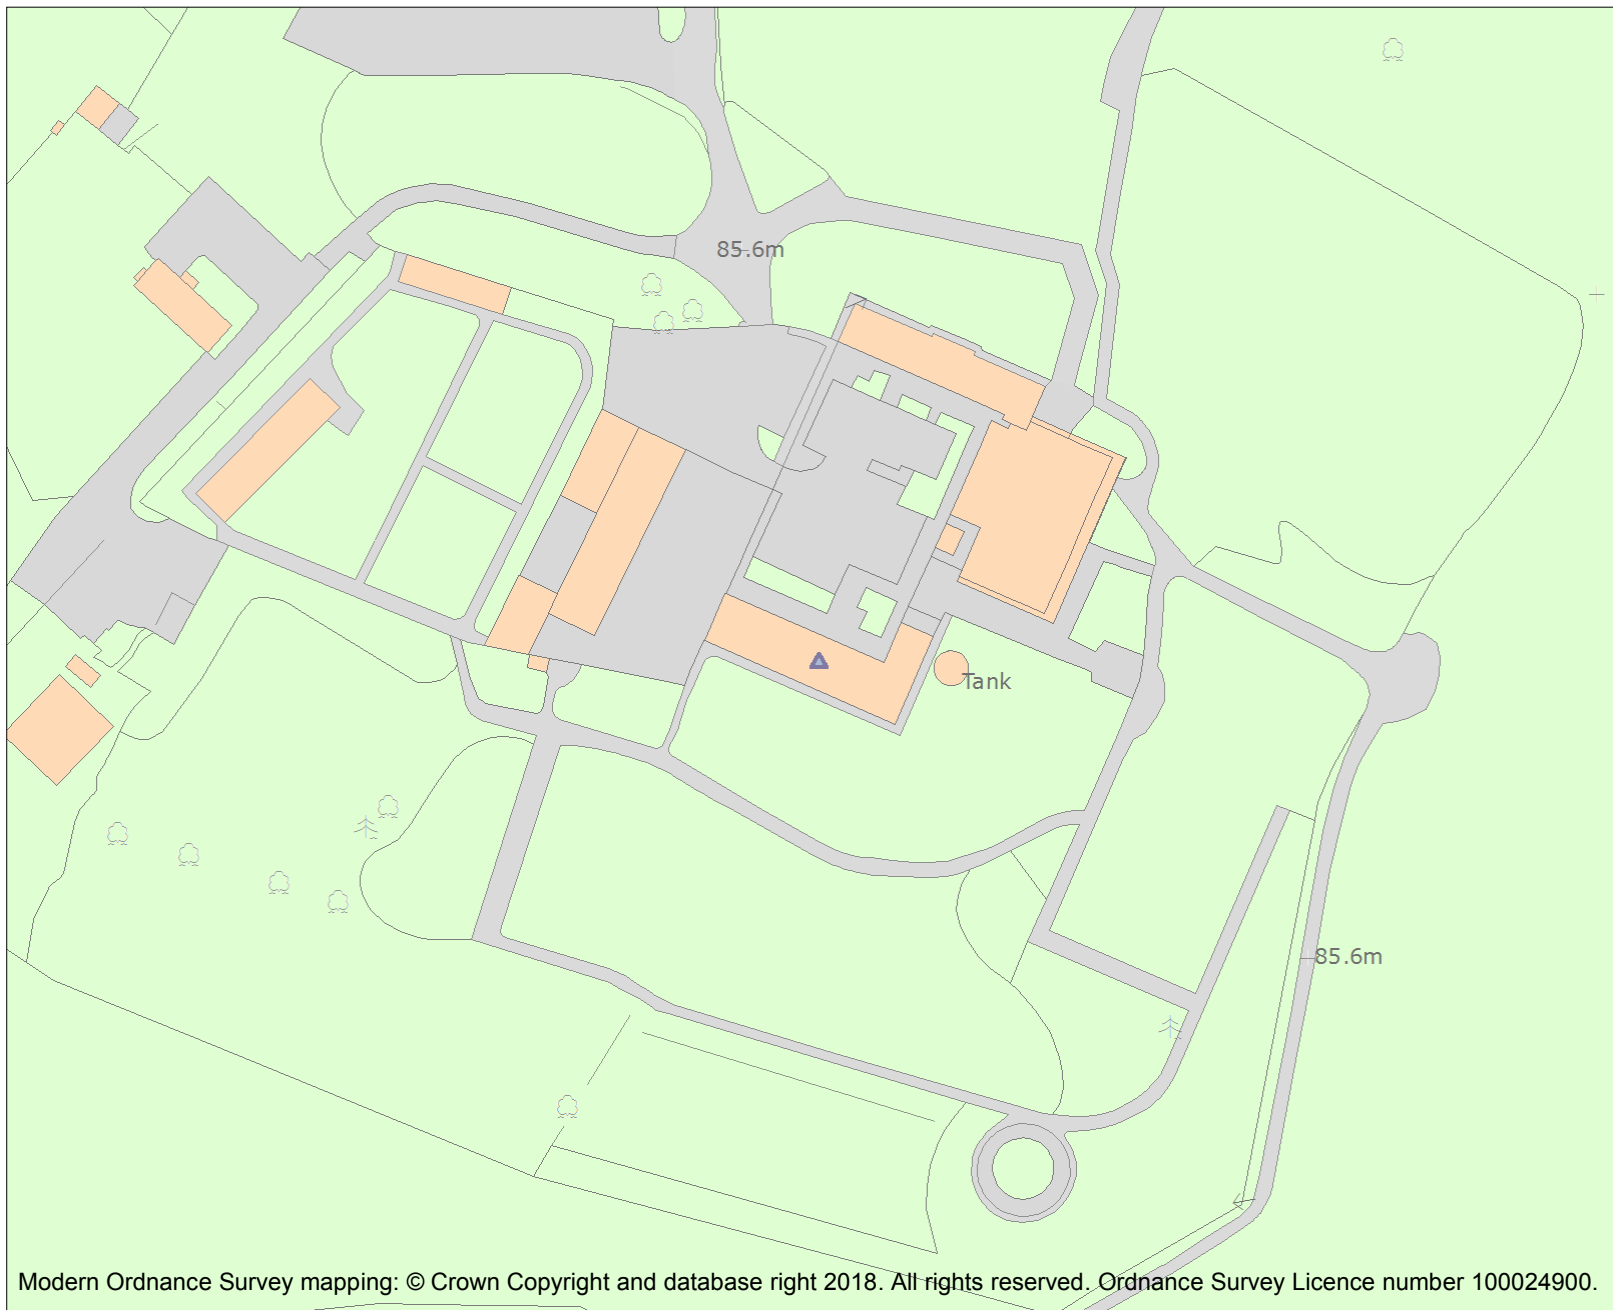 85.6m
Tank
85.6m
Modern Ordnance Survey mapping: © Crown Copyright and database right 2018. All rights reserved. Ordnance Survey Licence number 100024900.